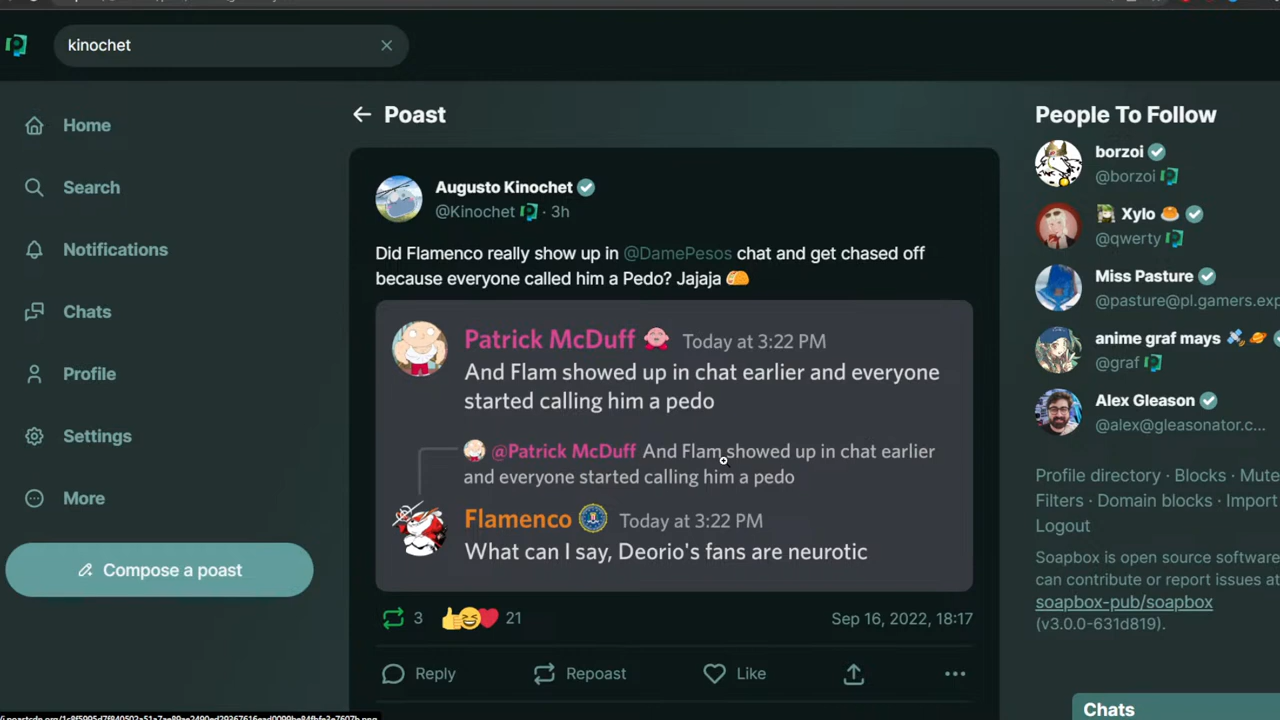 kinochet
Home
Search
Notifications
Chats
Profile
Settings
More
Compose a poast
Poast
Augusto Kinochet
@Kinochet · 3h
Did Flamenco really show up in @DamePesos chat and get chased off
because everyone called him a Pedo? Jajaja
Patrick McDuff Today at 3:22 PM
And Flam showed up in chat earlier and everyone
started calling him a pedo
@Patrick McDuff And Flam showed up in chat earlier
and everyone started calling him a pedo
Flamenco Today at 3:22 PM
What can I say, Deorio's fans are neurotic
3 21 Sep 16, 2022, 18:17
Reply Repoast Like
People To Follow
borzoi
@borzoi
Xylo
@qwerty
Miss Pasture
@pasture@pl.gamers.exp
anime graf mays
@graf
Alex Gleason
@alex@gleasonator.c...
Profile directory · Blocks · Mute
Filters · Domain blocks · Import
Logout
Soapbox is open source software
can contribute or report issues at
soapbox-pub/soapbox
(v3.0.0-631d819).
Chats